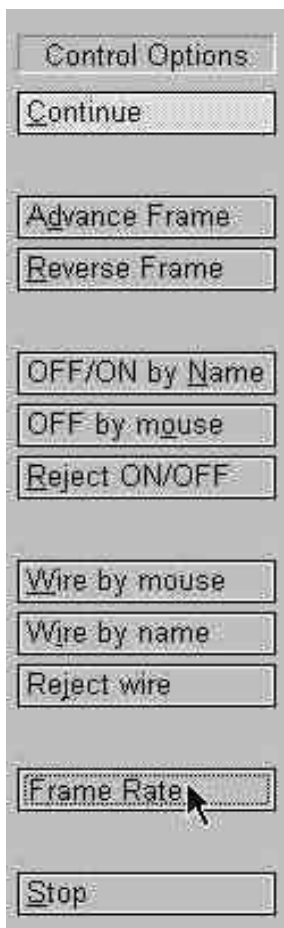 Control Options
Continue
Advance Frame
Reverse Frame
OFF/ON by Name
OFF by mouse
Reject ON/OFF
Wire by mouse
Wire by name
Reject wire
Frame Rate
Stop